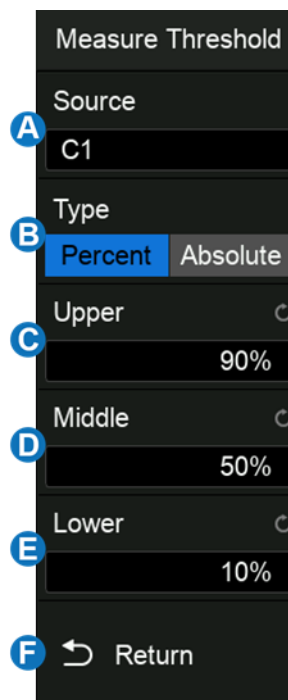 Measure Threshold
Source
A
C1
Type
B
Percent Absolute
Upper
C
90%
Middle
D
50%
Lower
E
10%
F Return